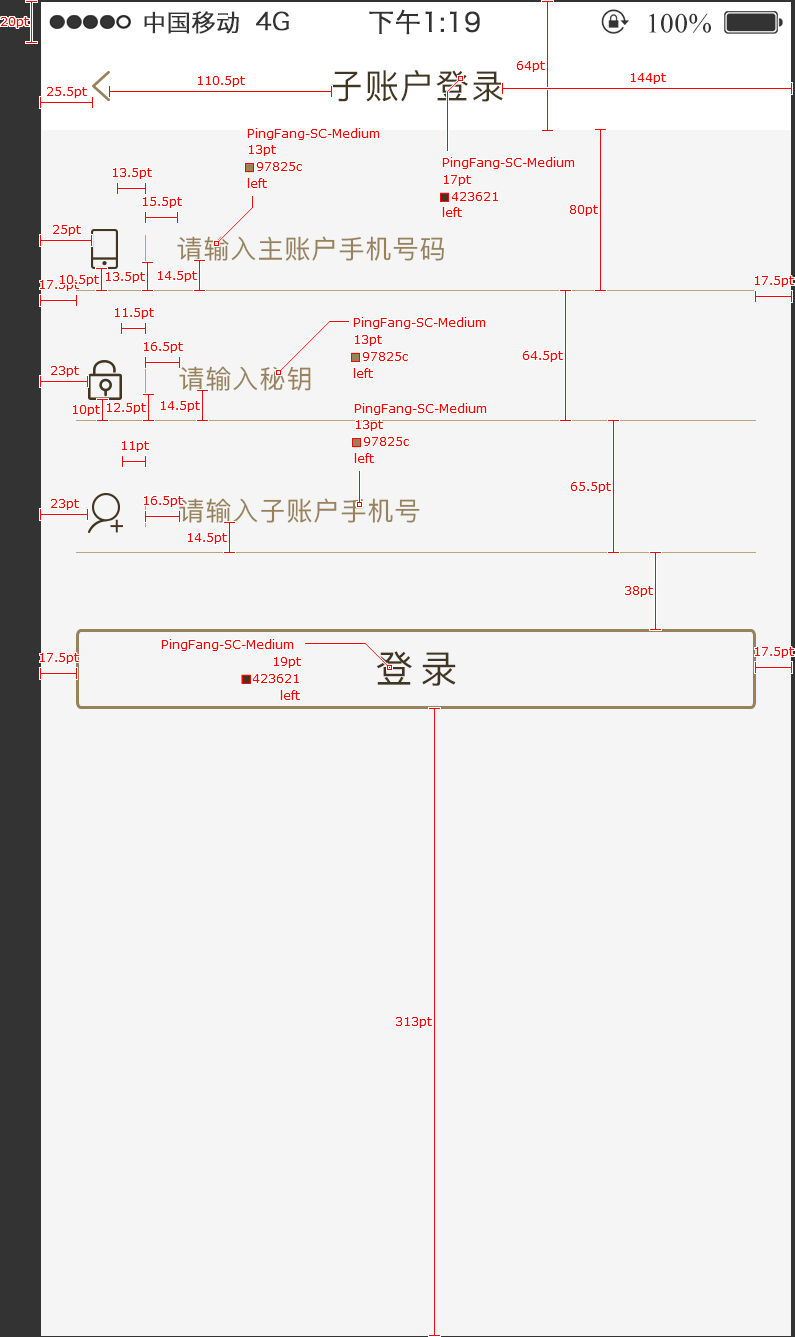 20pt
中国移动 4G 下午1:19 100%
64pt
110.5pt
子账户登录
144pt
25.5pt
PingFang-SC-Medium
13pt
97825c
left
PingFang-SC-Medium
17pt
423621
left
13.5pt
15.5pt
80pt
25pt
请输入主账户手机号码
10.5pt
13.5pt
14.5pt
17.5pt
17.5pt
11.5pt
PingFang-SC-Medium
13pt
97825c
left
16.5pt
64.5pt
23pt
请输入秘钥
10pt
12.5pt
14.5pt
PingFang-SC-Medium
13pt
97825c
left
11pt
65.5pt
23pt
16.5pt
请输入子账户手机号
14.5pt
38pt
PingFang-SC-Medium
19pt
423621
left
登录
17.5pt
17.5pt
313pt